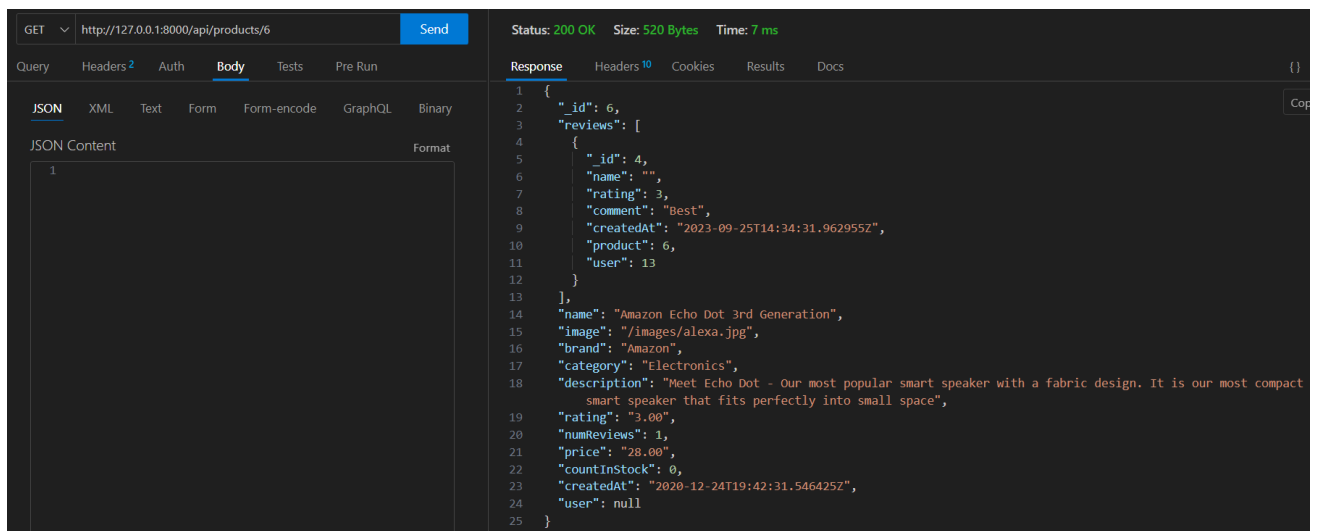 GET http://127.0.0.1:8000/api/products/6 Send
Query Headers 2 Auth Body Tests Pre Run
JSON XML Text Form Form-encode GraphQL Binary
JSON Content Format
1
Status: 200 OK Size: 520 Bytes Time: 7 ms
Response Headers 10 Cookies Results Docs {}
Cop
1 {
2 "_id": 6,
3 "reviews": [
4 {
5 "_id": 4,
6 "name": "",
7 "rating": 3,
8 "comment": "Best",
9 "createdAt": "2023-09-25T14:34:31.962955Z",
10 "product": 6,
11 "user": 13
12 }
13 ],
14 "name": "Amazon Echo Dot 3rd Generation",
15 "image": "/images/alexa.jpg",
16 "brand": "Amazon",
17 "category": "Electronics",
18 "description": "Meet Echo Dot - Our most popular smart speaker with a fabric design. It is our most compact
smart speaker that fits perfectly into small space",
19 "rating": "3.00",
20 "numReviews": 1,
21 "price": "28.00",
22 "countInStock": 0,
23 "createdAt": "2020-12-24T19:42:31.546425Z",
24 "user": null
25 }